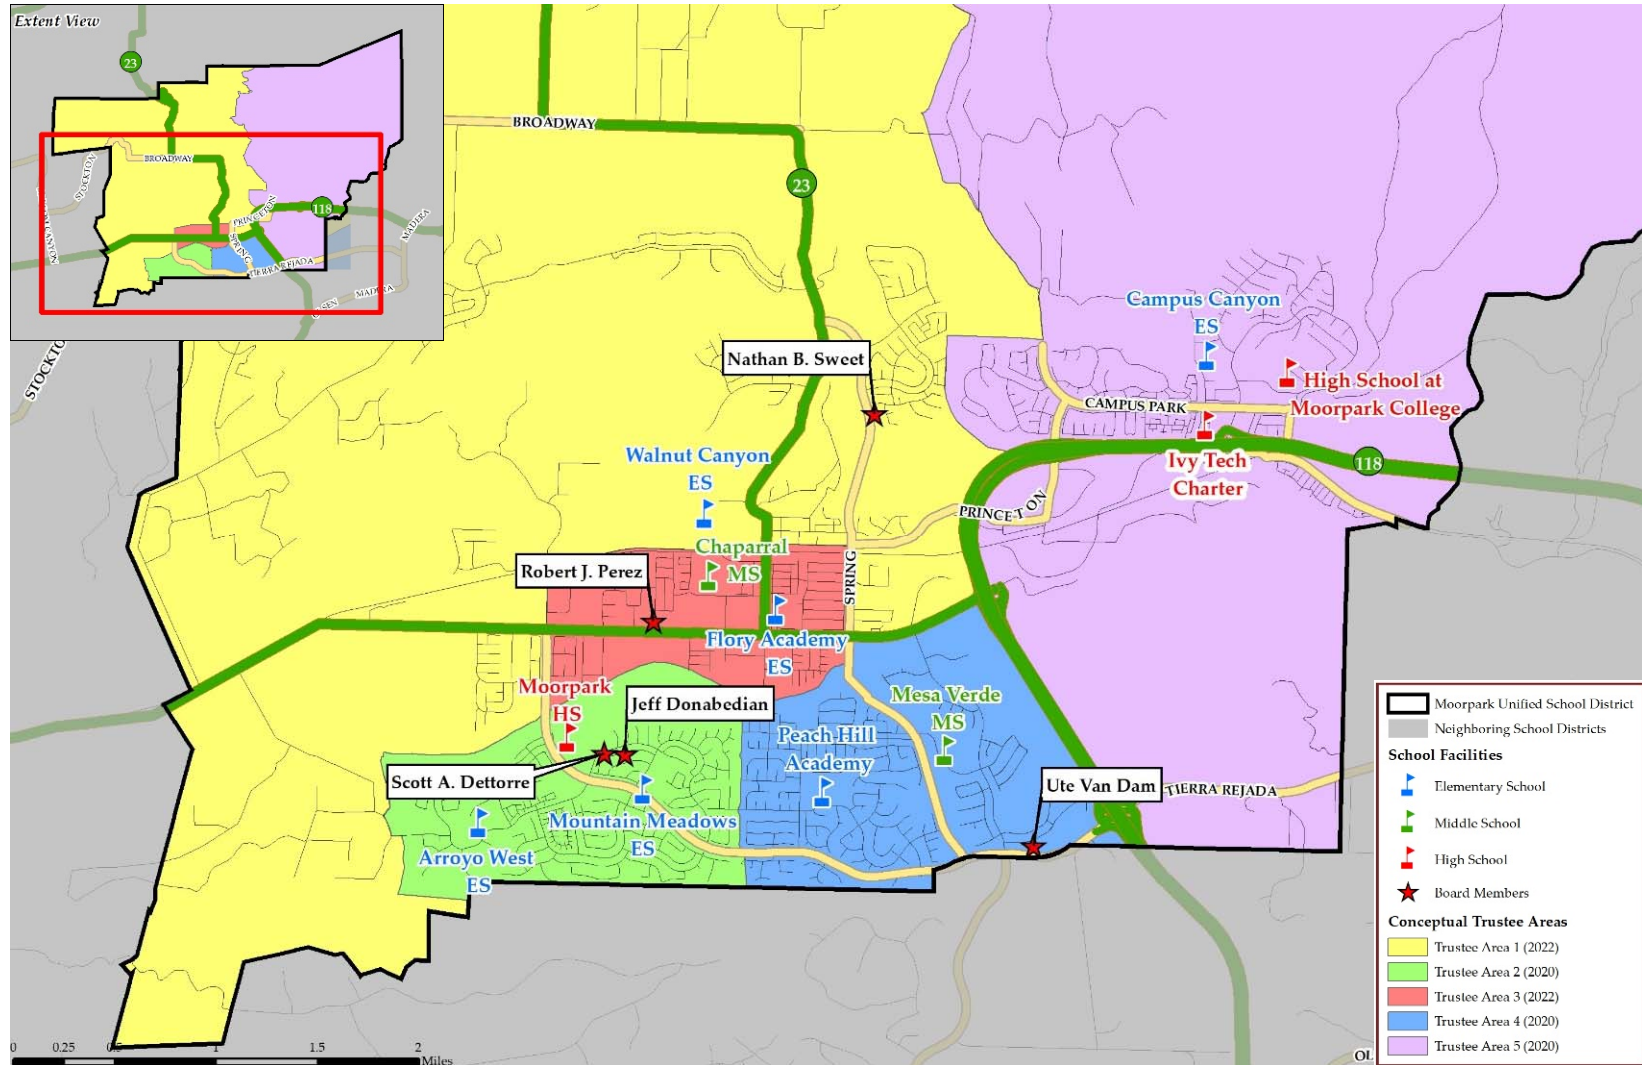 Extent View
23
STOCKTON
BROADWAY
PRINCETON
118
SPRING
MADERA
TIERRA REJADA
MADERA
BROADWAY
23
STOCKTO
Nathan B. Sweet
Campus Canyon
ES
High School at
Moorpark College
CAMPUS PARK
Ivy Tech
Charter
118
Walnut Canyon
ES
PRINCETON
Chaparral
MS
SPRING
Robert J. Perez
Flory Academy
ES
Moorpark
HS
Jeff Donabedian
Mesa Verde
MS
Peach Hill
Academy
Scott A. Dettorre
Ute Van Dam
TIERRA REJADA
Mountain Meadows
ES
Arroyo West
ES
0 0.25 0.5 1 1.5 2
Miles
OL
Moorpark Unified School District
Neighboring School Districts
School Facilities
Elementary School
Middle School
High School
Board Members
Conceptual Trustee Areas
Trustee Area 1 (2022)
Trustee Area 2 (2020)
Trustee Area 3 (2022)
Trustee Area 4 (2020)
Trustee Area 5 (2020)